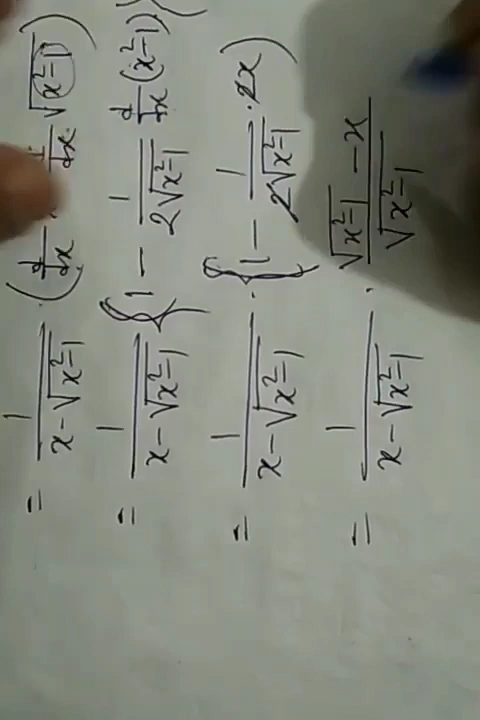 = 1/(x-√(x²-1)) · (d/dx x - d/dx √(x²-1))
= 1/(x-√(x²-1)) · {1 - 1/(2√(x²-1)) d/dx (x²-1)}
= 1/(x-√(x²-1)) · {1 - 1/(2√(x²-1)) · 2x}
= 1/(x-√(x²-1)) · (√(x²-1) - x)/√(x²-1)